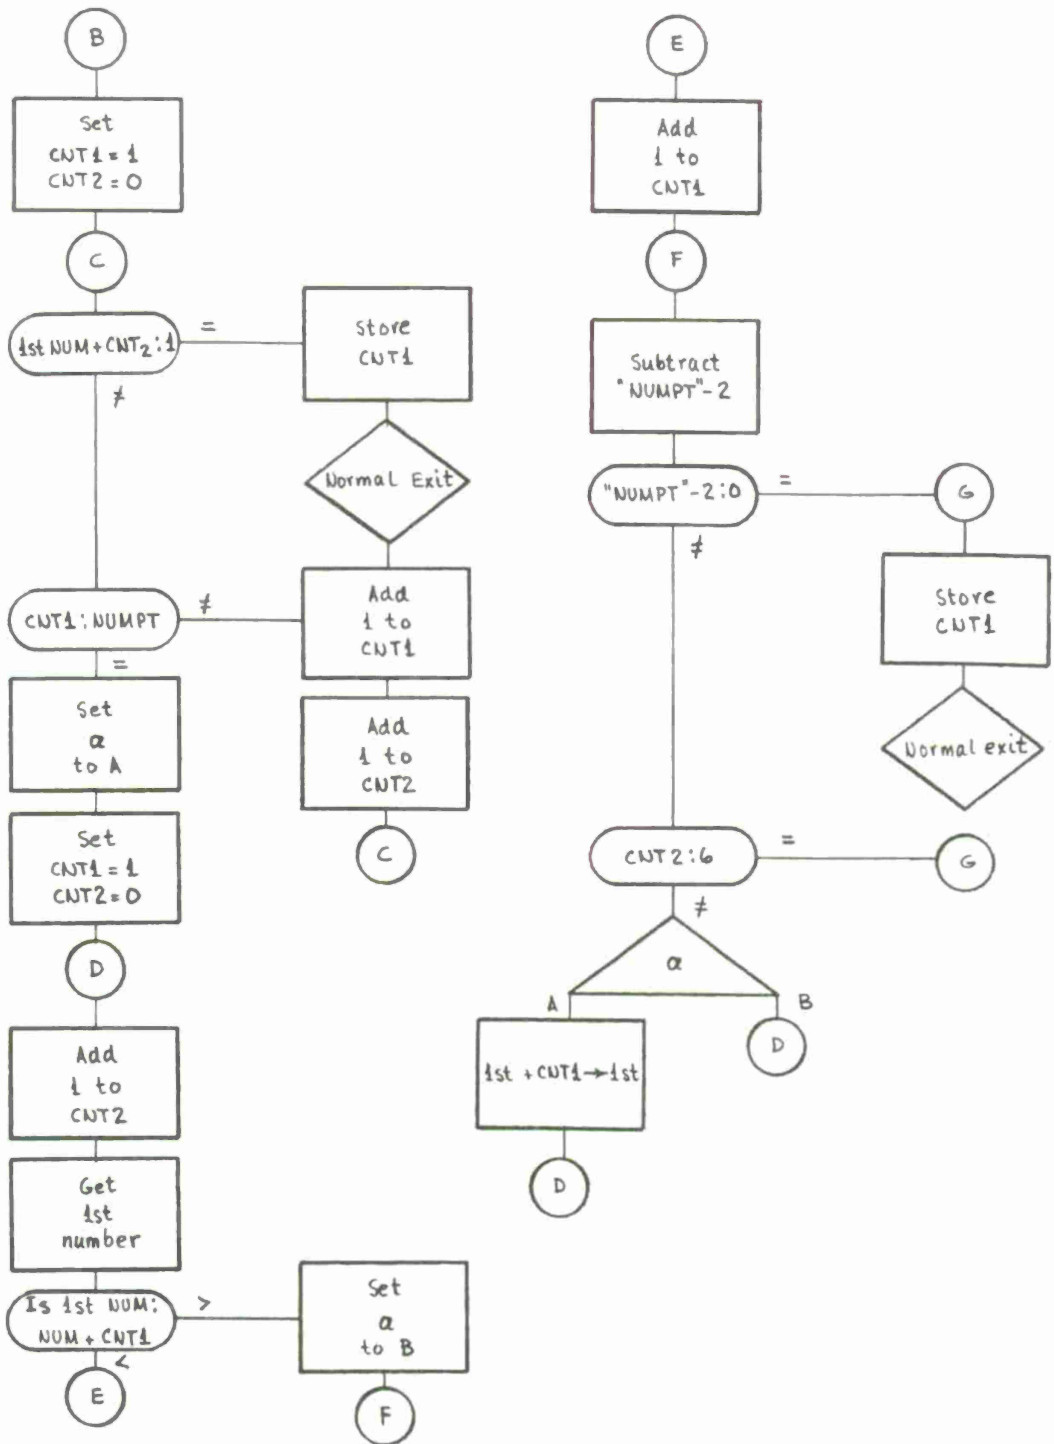 B
Set
CNT1 = 1
CNT2 = 0
C
1st NUM + CNT2 : 1
=
Store
CNT1
≠
Normal Exit
CNT1 : NUMPT
≠
Add
1 to
CNT1
=
Add
1 to
CNT2
C
Set
α
to A
Set
CNT1 = 1
CNT2 = 0
D
Add
1 to
CNT2
Get
1st
number
Is 1st NUM :
NUM + CNT1
>
Set
α
to B
F
<
E
E
Add
1 to
CNT1
F
Subtract
"NUMPT" - 2
"NUMPT" - 2 : 0
=
G
Store
CNT1
Normal exit
≠
CNT2 : 6
=
G
≠
α
A
B
1st + CNT1 → 1st
D
D